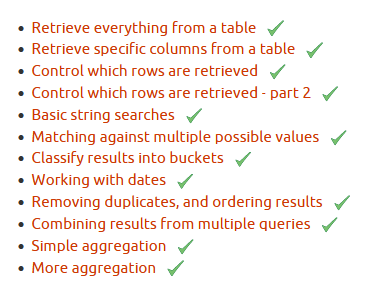 Retrieve everything from a table
Retrieve specific columns from a table
Control which rows are retrieved
Control which rows are retrieved - part 2
Basic string searches
Matching against multiple possible values
Classify results into buckets
Working with dates
Removing duplicates, and ordering results
Combining results from multiple queries
Simple aggregation
More aggregation